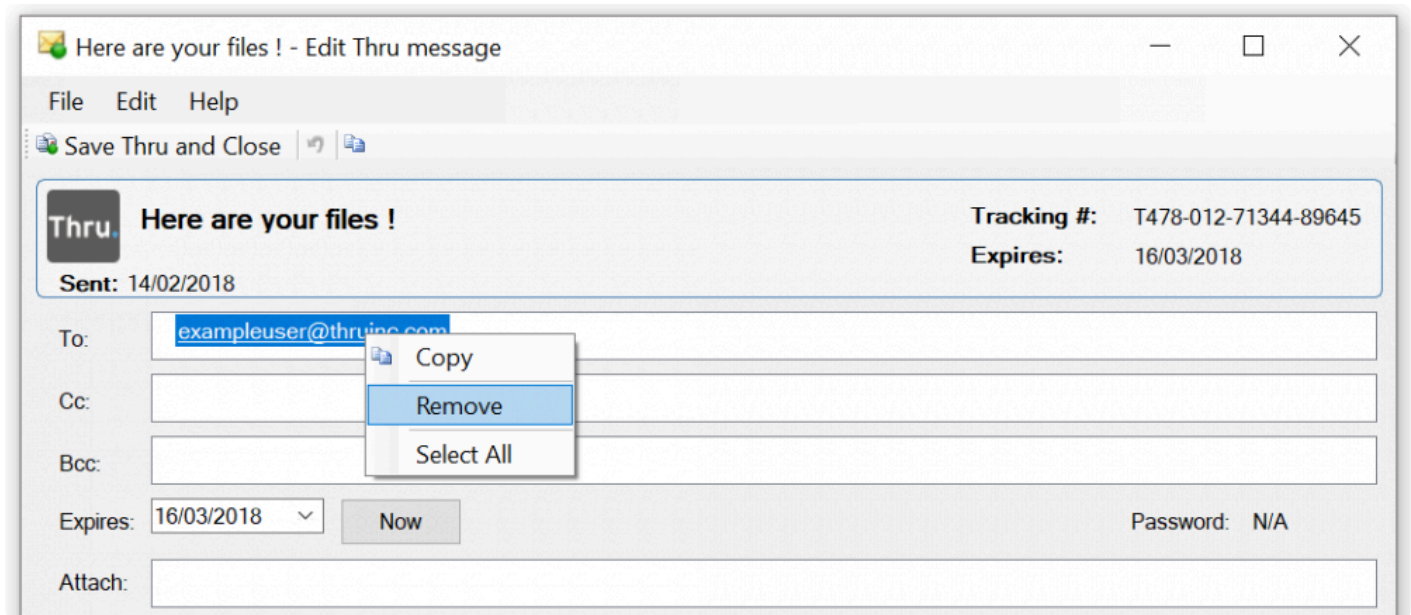 Here are your files ! - Edit Thru message
File Edit Help
Save Thru and Close
Thru.
Here are your files !
Tracking #: T478-012-71344-89645
Expires: 16/03/2018
Sent: 14/02/2018
To: exampleuser@thruinc.com
Copy
Cc:
Remove
Bcc:
Select All
Expires: 16/03/2018 Now Password: N/A
Attach: